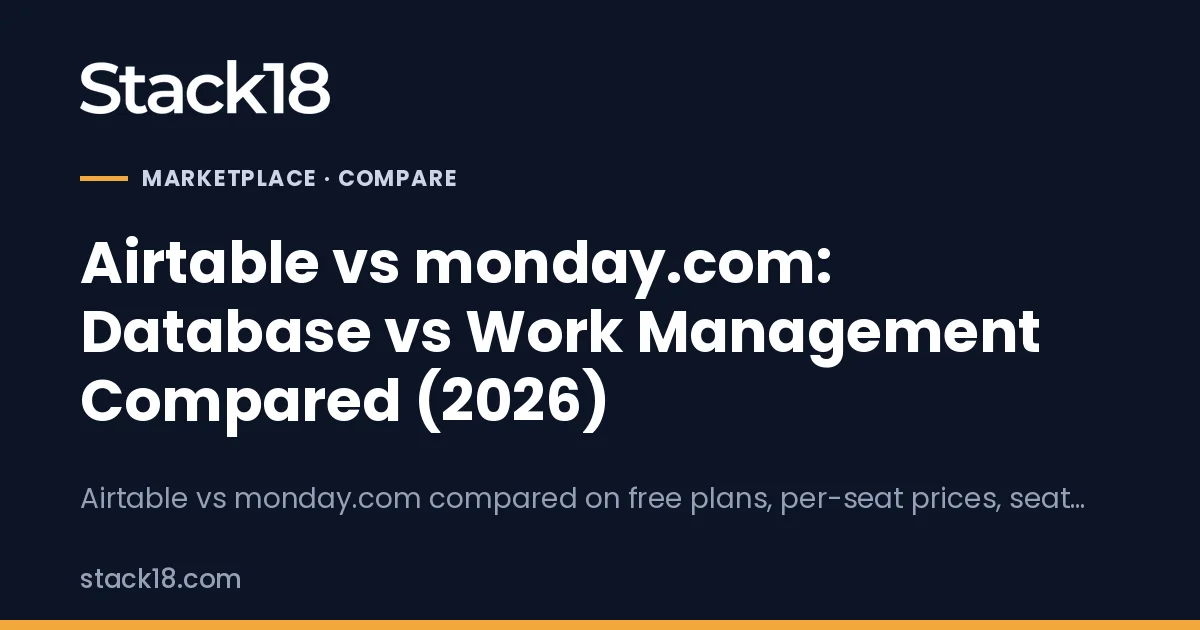 Stack18
MARKETPLACE · COMPARE
Airtable vs monday.com:
Database vs Work Management
Compared (2026)
Airtable vs monday.com compared on free plans, per-seat prices, seat…
stack18.com